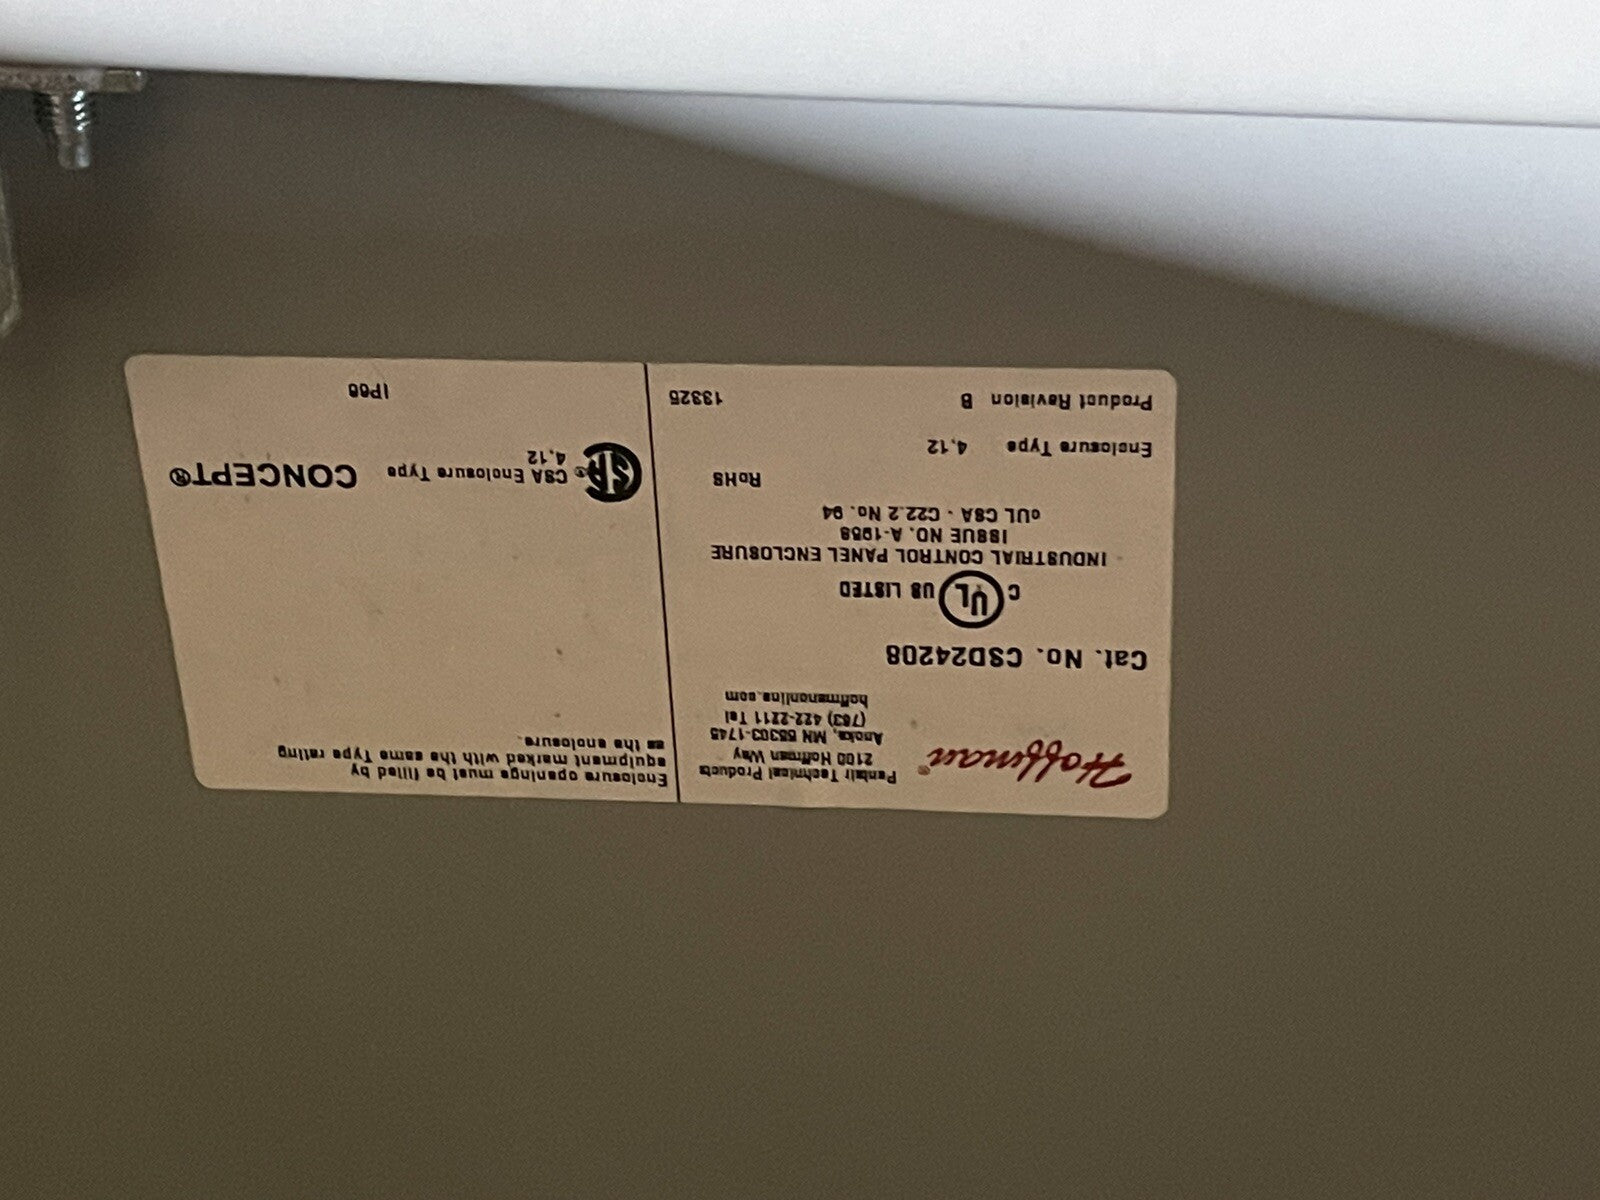 Hoffman®
Pentair Technical Products
2100 Hoffman Way
Anoka, MN 55303-1745
(763) 422-2211 Tel
hoffmanonline.com
Cat. No. CSD24208
C UL US LISTED
INDUSTRIAL CONTROL PANEL ENCLOSURE
ISSUE NO. A-1958
cUL CSA - C22.2 No. 94
RoHS
Enclosure Type 4,12
Product Revision B 13325
Enclosure openings must be filled by
equipment marked with the same Type rating
as the enclosure.
SA® CSA Enclosure Type
4,12
CONCEPT®
IP66